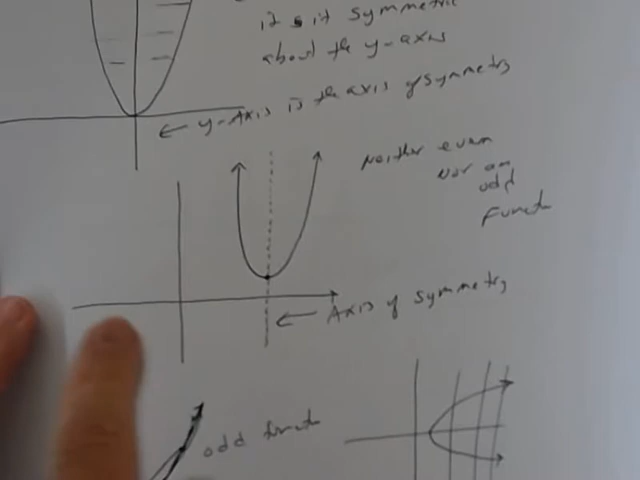 it is it symmetric
about the y-axis
← y-Axis is the axis of symmetry
Neither even
nor an
odd
Funct
← Axis of symmetry
odd funct